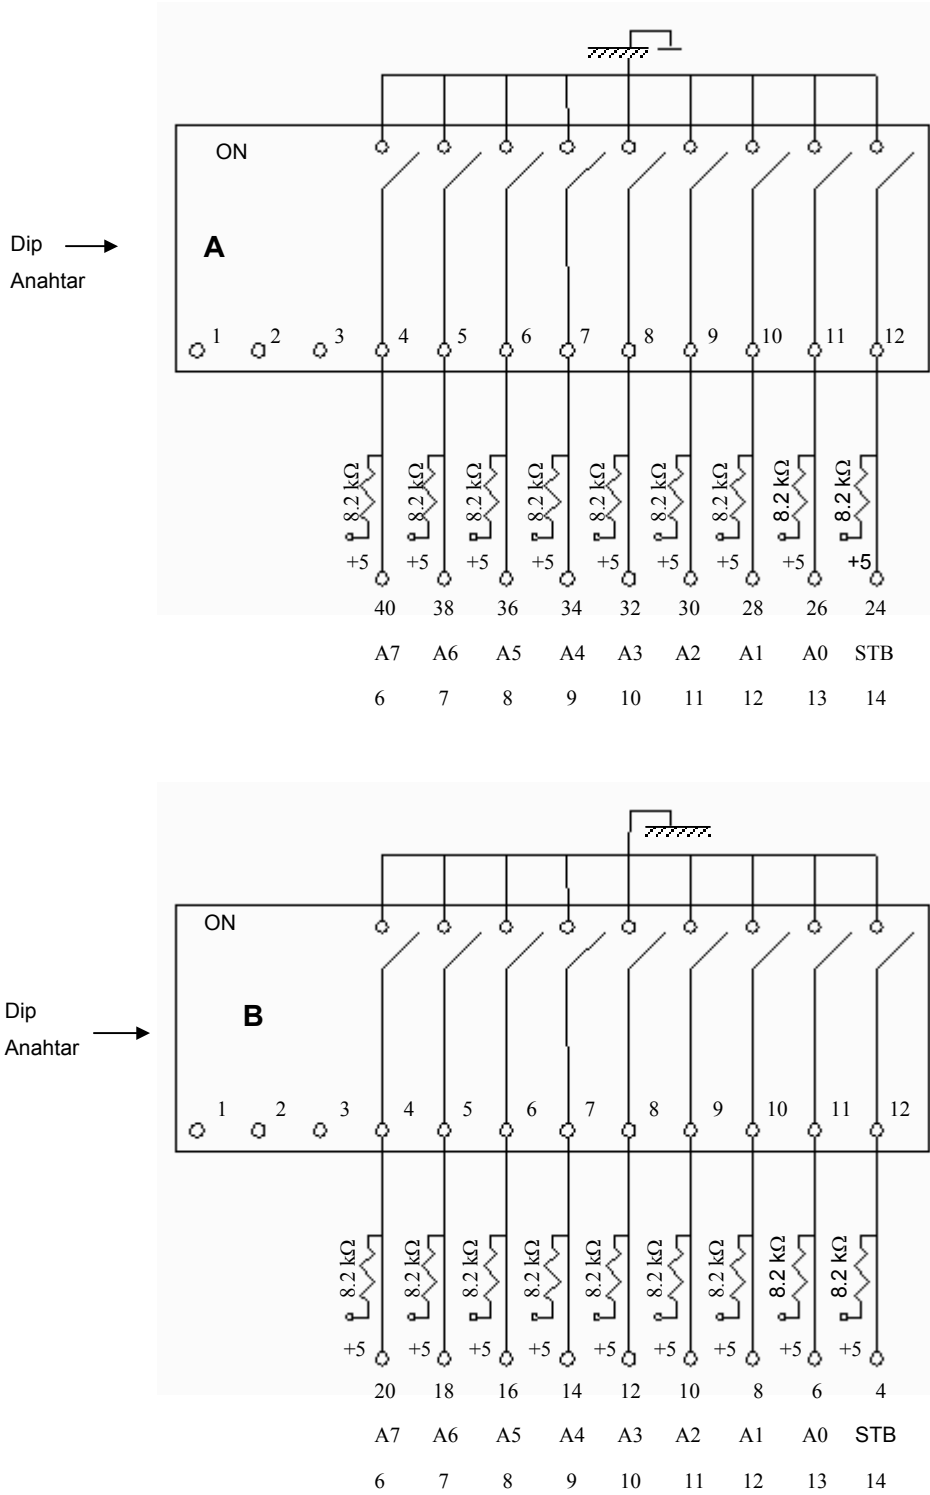 ON
A
Dip
Anahtar
1 2 3 4 5 6 7 8 9 10 11 12
8.2 kΩ 8.2 kΩ 8.2 kΩ 8.2 kΩ 8.2 kΩ 8.2 kΩ 8.2 kΩ 8.2 kΩ 8.2 kΩ
+5 +5 +5 +5 +5 +5 +5 +5 +5
40 38 36 34 32 30 28 26 24
A7 A6 A5 A4 A3 A2 A1 A0 STB
6 7 8 9 10 11 12 13 14
ON
B
Dip
Anahtar
1 2 3 4 5 6 7 8 9 10 11 12
8.2 kΩ 8.2 kΩ 8.2 kΩ 8.2 kΩ 8.2 kΩ 8.2 kΩ 8.2 kΩ 8.2 kΩ 8.2 kΩ
+5 +5 +5 +5 +5 +5 +5 +5 +5
20 18 16 14 12 10 8 6 4
A7 A6 A5 A4 A3 A2 A1 A0 STB
6 7 8 9 10 11 12 13 14